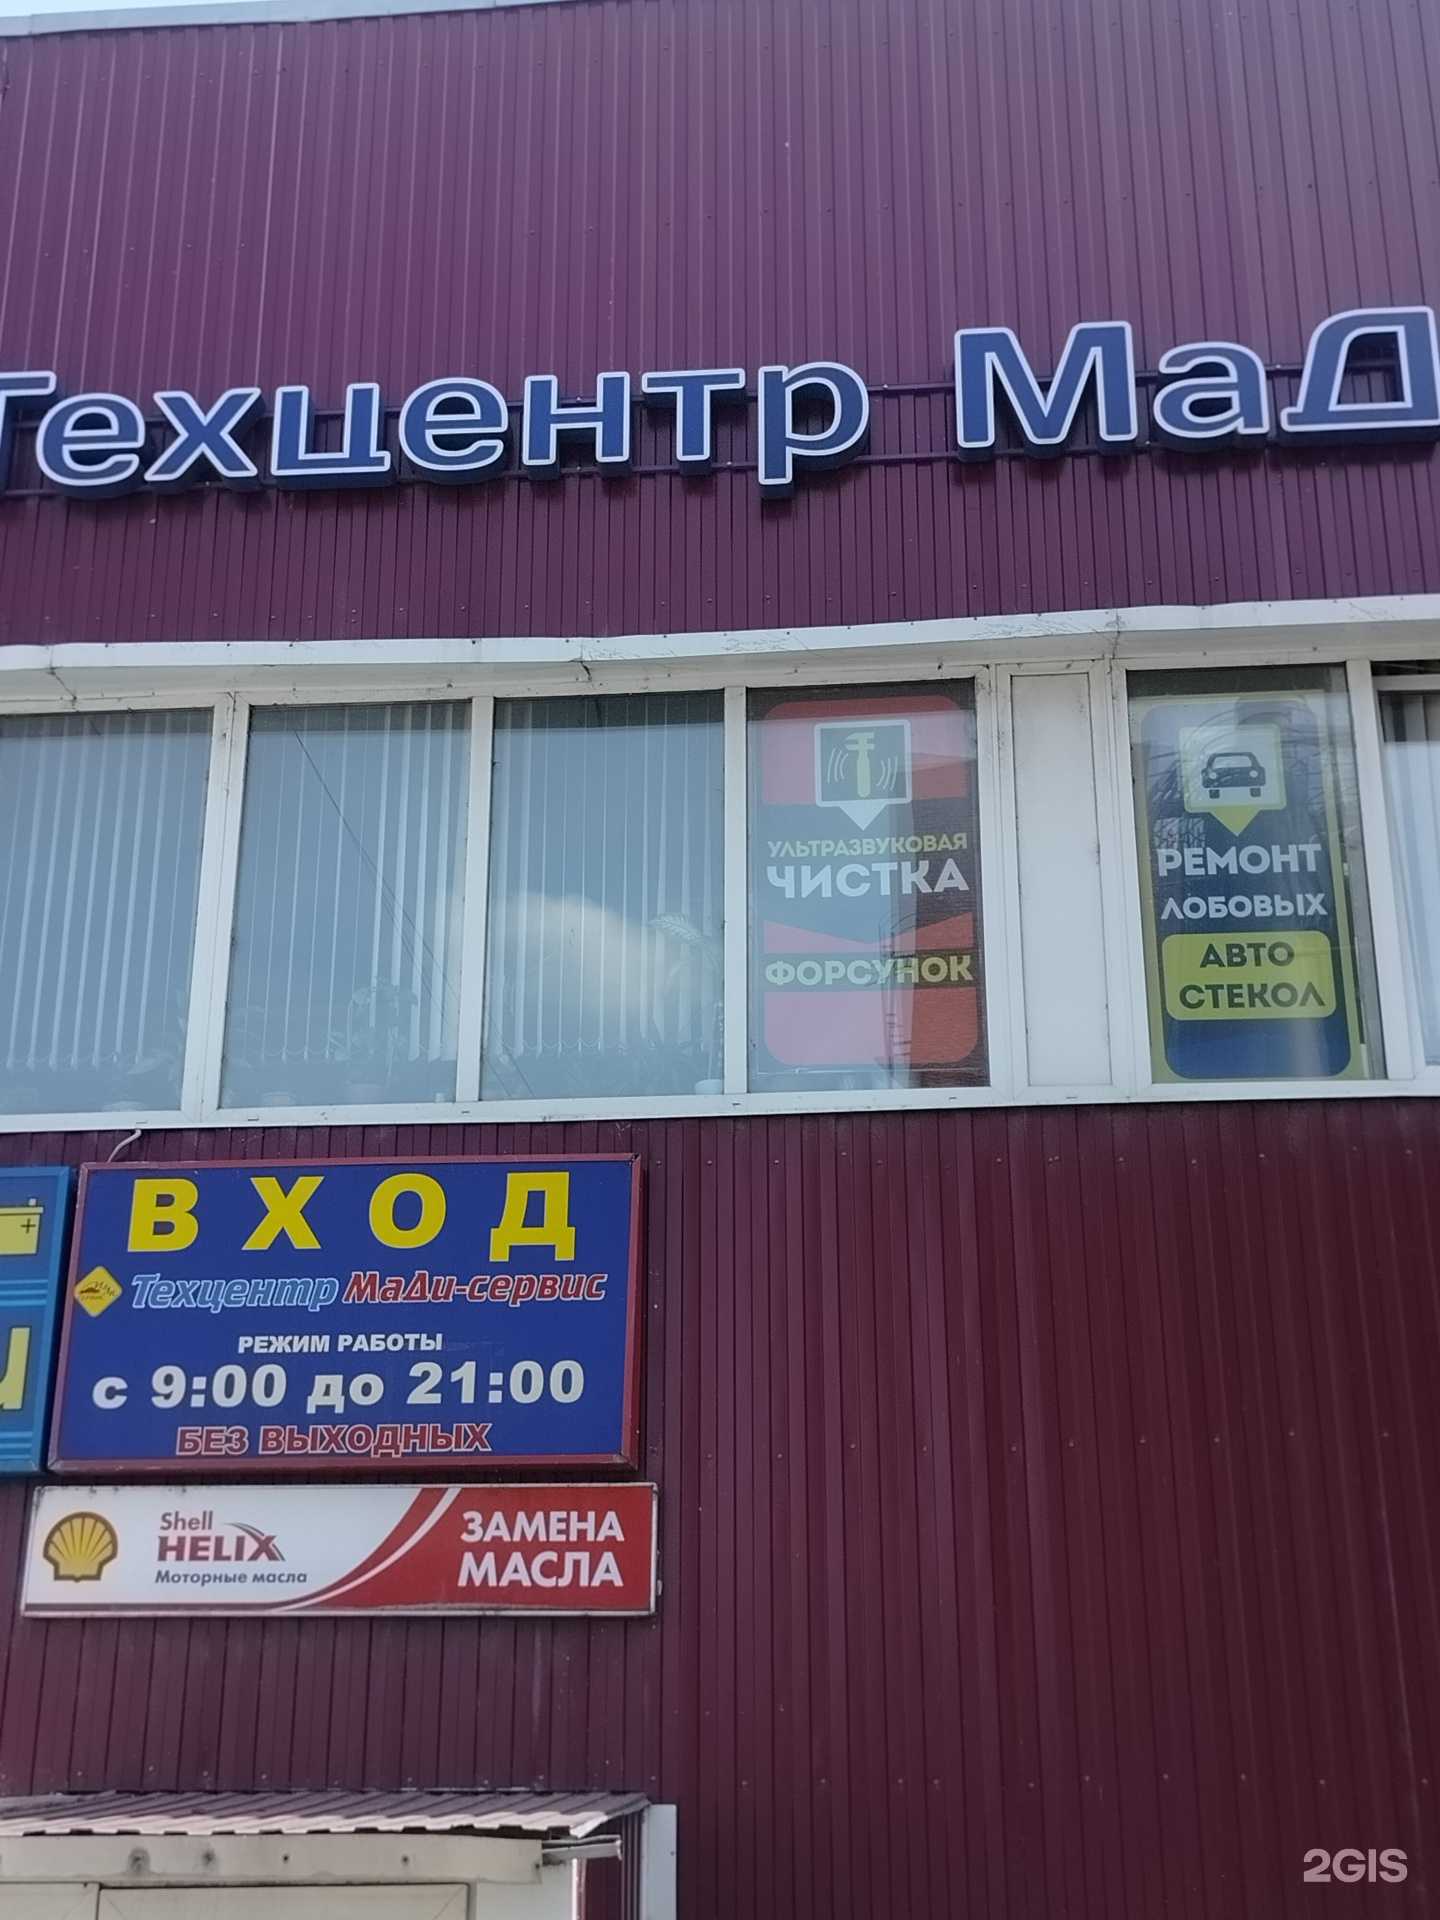 Техцентр МаД
УЛЬТРАЗВУКОВАЯ
ЧИСТКА
ФОРСУНОК
РЕМОНТ
ЛОБОВЫХ
АВТО
СТЕКОЛ
ВХОД
Техцентр МаДи-сервис
РЕЖИМ РАБОТЫ
с 9:00 до 21:00
БЕЗ ВЫХОДНЫХ
Shell
HELIX
Моторные масла
ЗАМЕНА
МАСЛА
2GIS